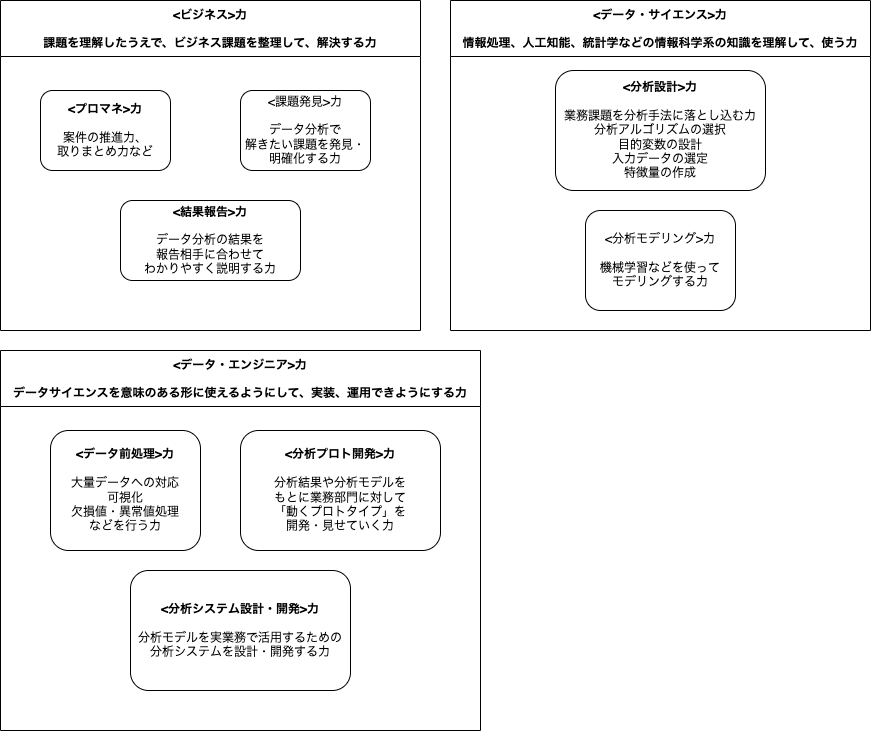 <ビジネス>力
課題を理解したうえで、ビジネス課題を整理して、解決する力
<プロマネ>力
案件の推進力、
取りまとめ力など
<課題発見>力
データ分析で
解きたい課題を発見・
明確化する力
<結果報告>力
データ分析の結果を
報告相手に合わせて
わかりやすく説明する力
<データ・サイエンス>力
情報処理、人工知能、統計学などの情報科学系の知識を理解して、使う力
<分析設計>力
業務課題を分析手法に落とし込む力
分析アルゴリズムの選択
目的変数の設計
入力データの選定
特徴量の作成
<分析モデリング>力
機械学習などを使って
モデリングする力
<データ・エンジニア>力
データサイエンスを意味のある形に使えるようにして、実装、運用できようにする力
<データ前処理>力
大量データへの対応
可視化
欠損値・異常値処理
などを行う力
<分析プロト開発>力
分析結果や分析モデルを
もとに業務部門に対して
「動くプロトタイプ」を
開発・見せていく力
<分析システム設計・開発>力
分析モデルを実業務で活用するための
分析システムを設計・開発する力